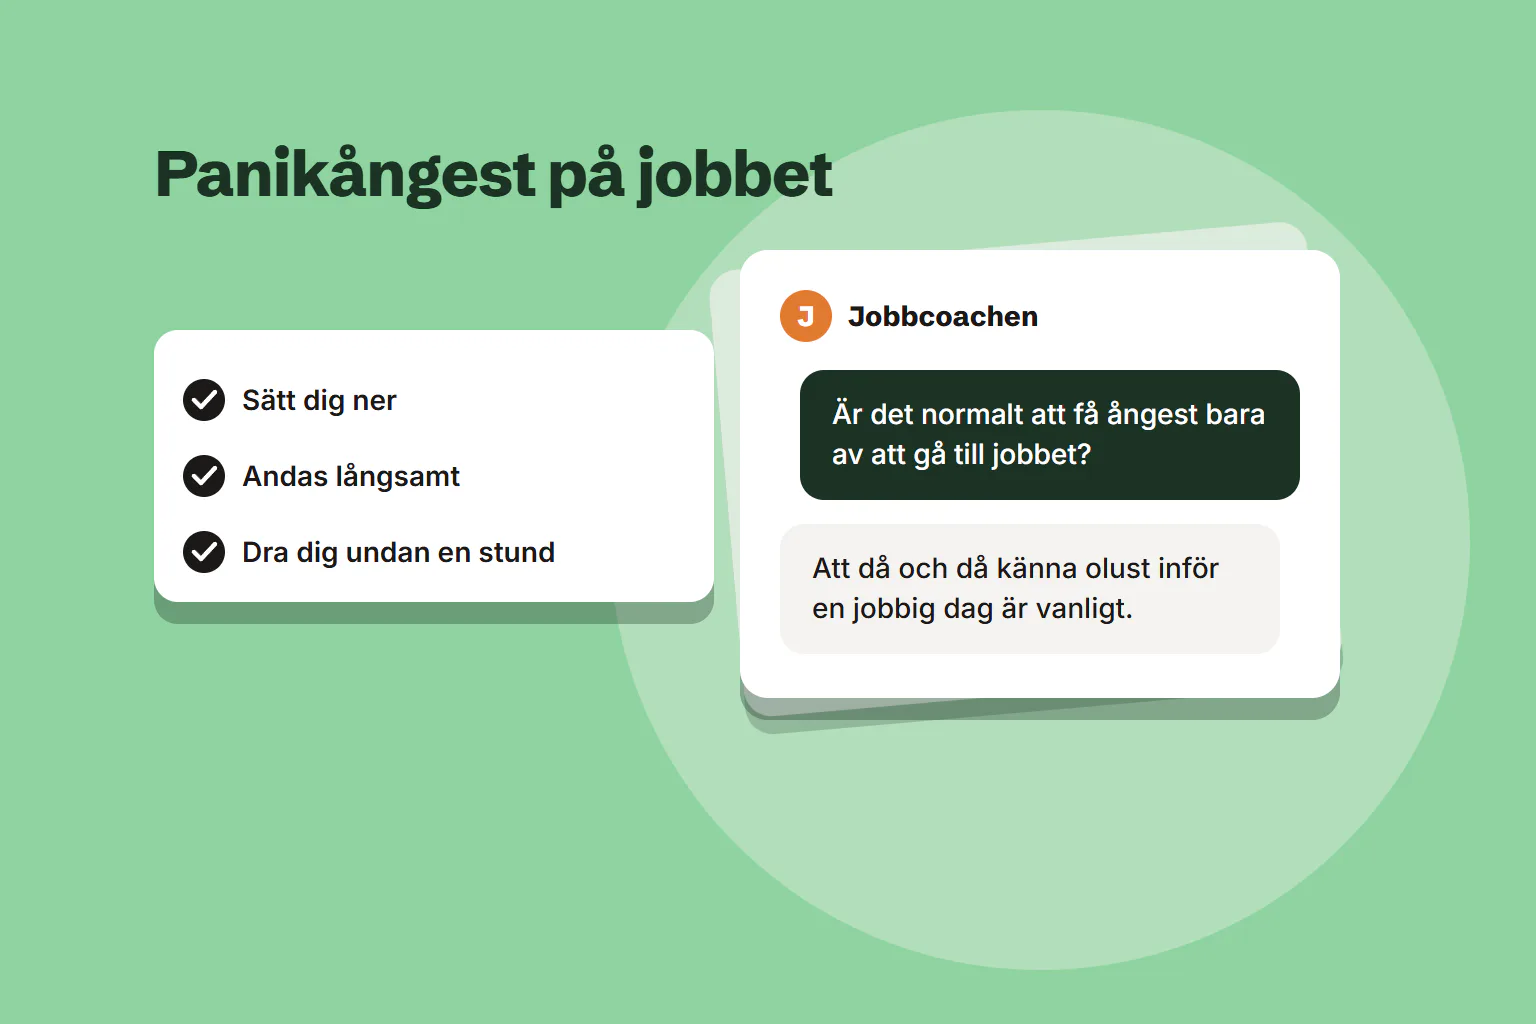 Panikångest på jobbet
Sätt dig ner
Andas långsamt
Dra dig undan en stund
J
Jobbcoachen
Är det normalt att få ångest bara
av att gå till jobbet?
Att då och då känna olust inför
en jobbig dag är vanligt.